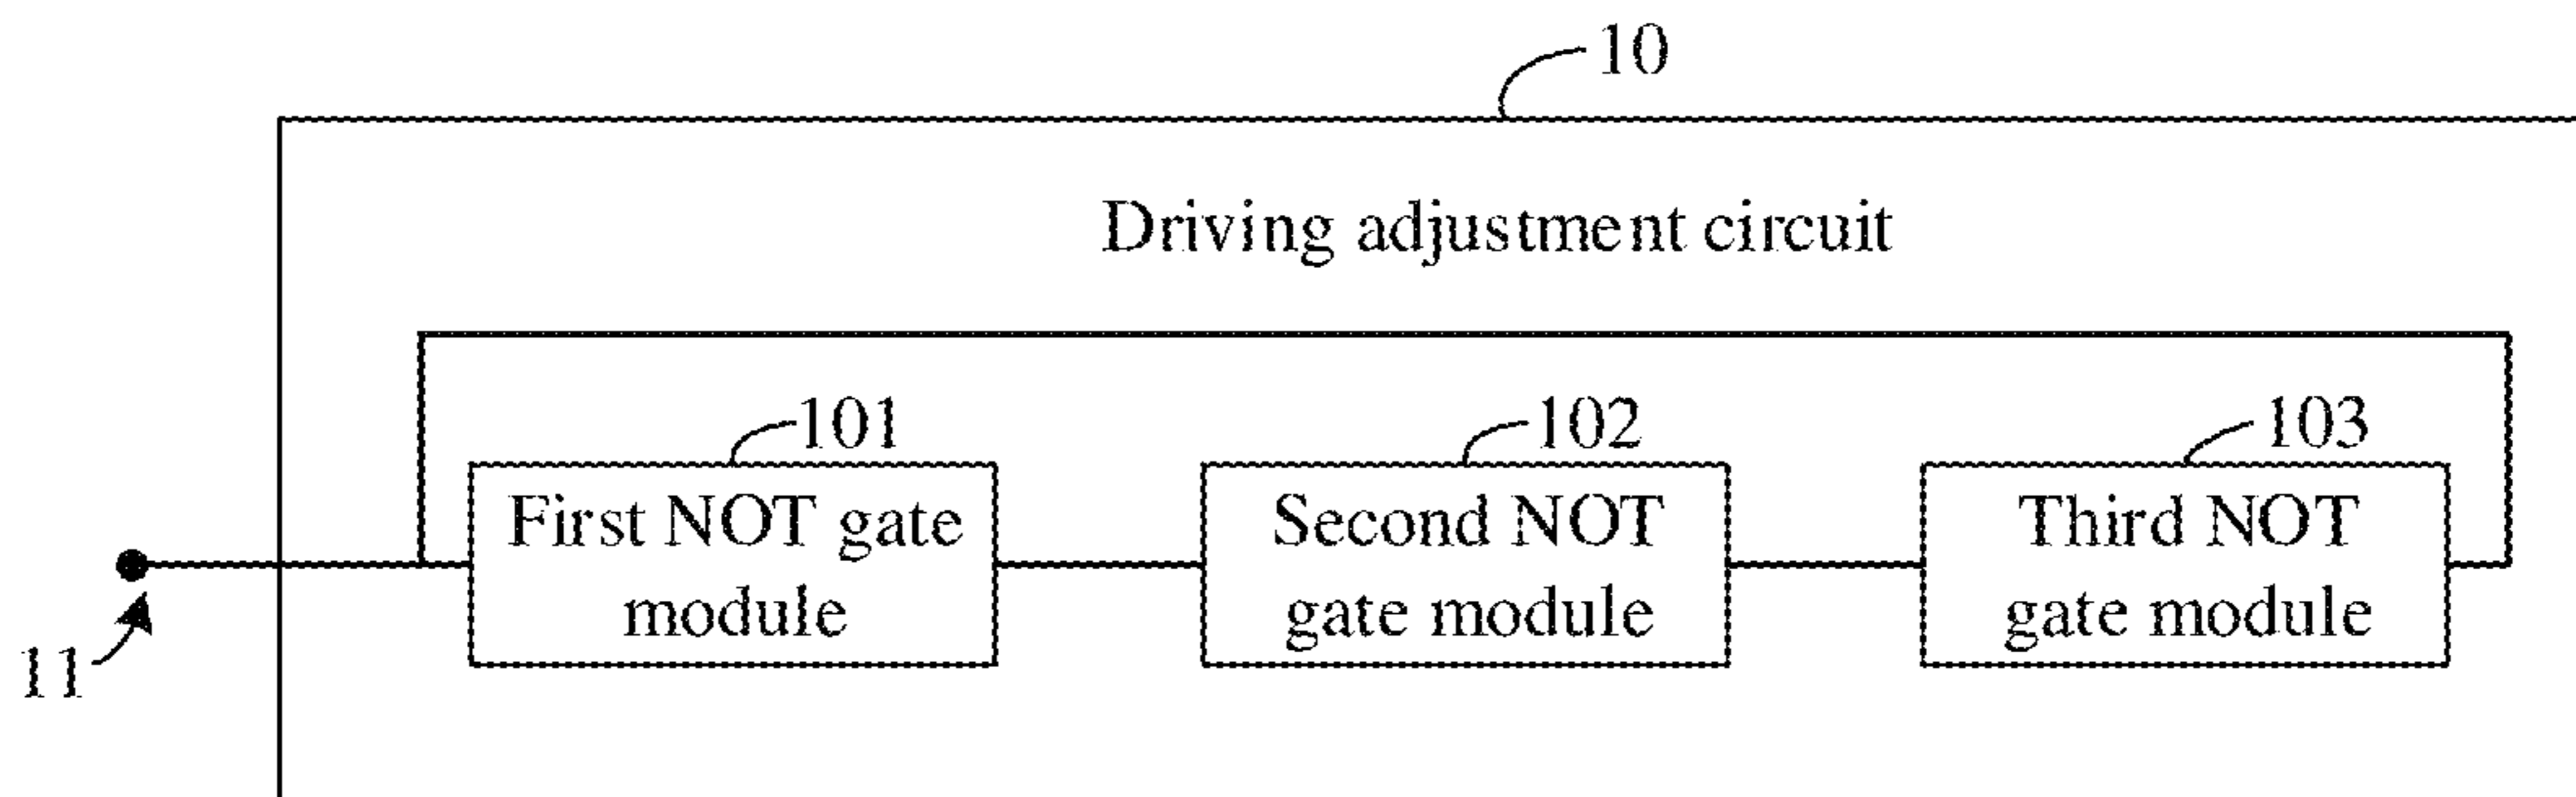 10
Driving adjustment circuit
101
102
103
First NOT gate
module
Second NOT
gate module
Third NOT
gate module
11